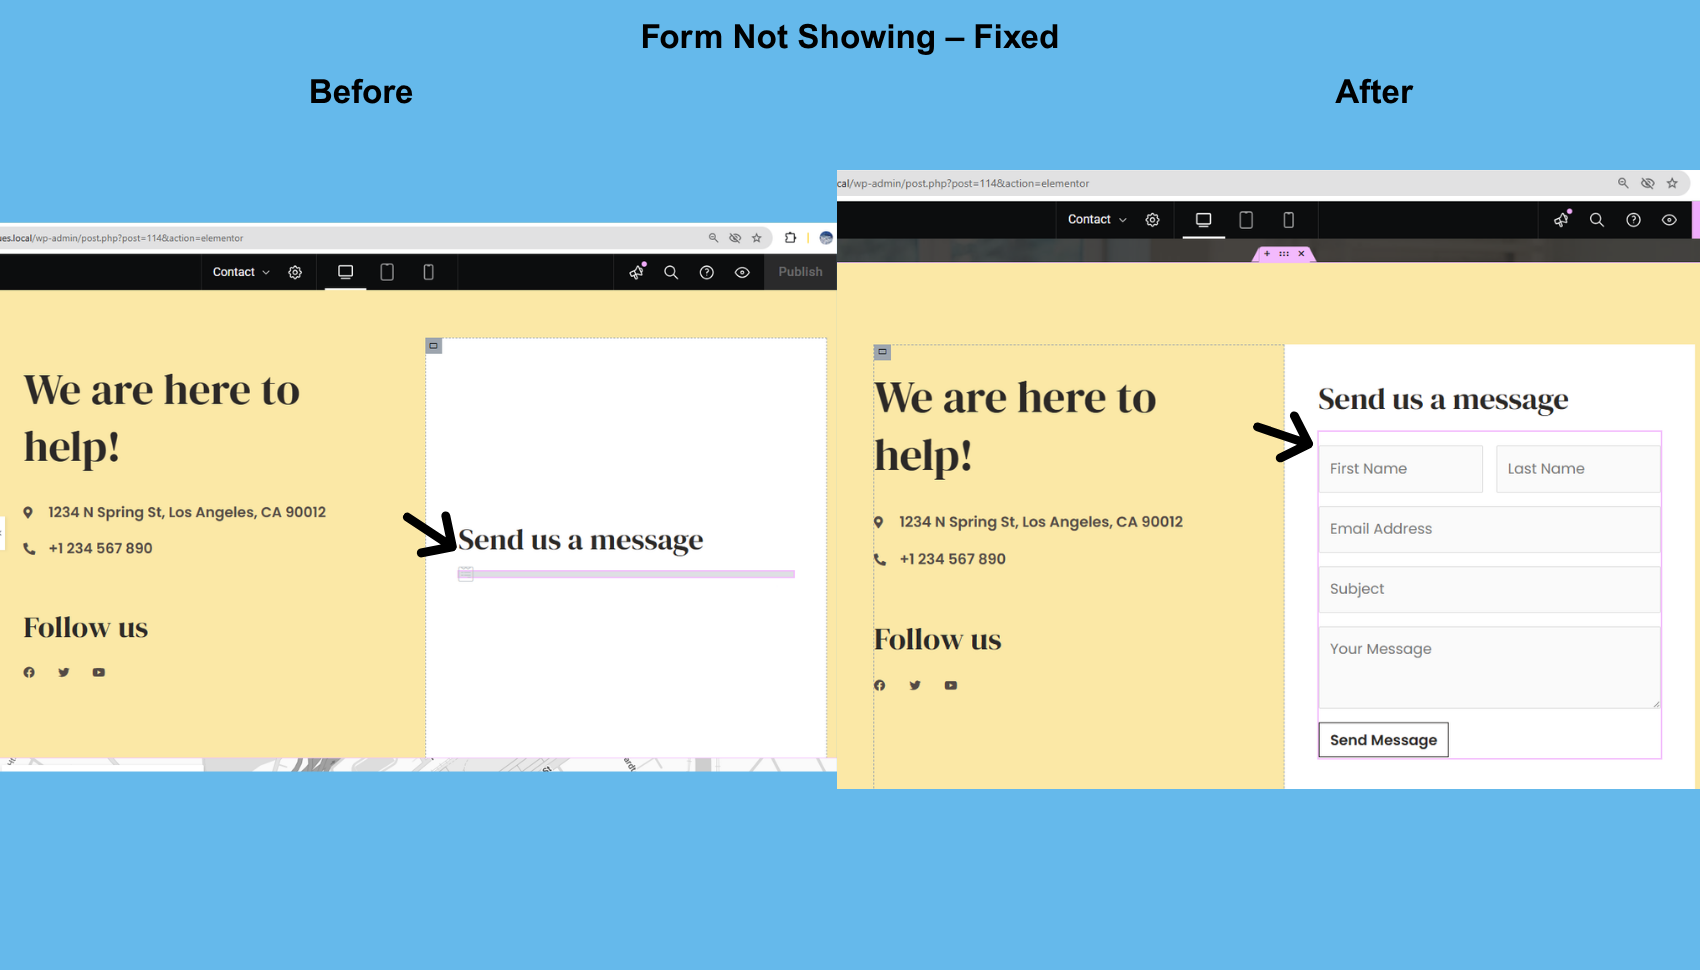 Form Not Showing – Fixed
Before
After
ues.local/wp-admin/post.php?post=114&action=elementor
Contact
Publish
We are here to
help!
1234 N Spring St, Los Angeles, CA 90012
+1 234 567 890
Follow us
Send us a message
cal/wp-admin/post.php?post=114&action=elementor
Contact
We are here to
help!
1234 N Spring St, Los Angeles, CA 90012
+1 234 567 890
Follow us
Send us a message
First Name
Last Name
Email Address
Subject
Your Message
Send Message